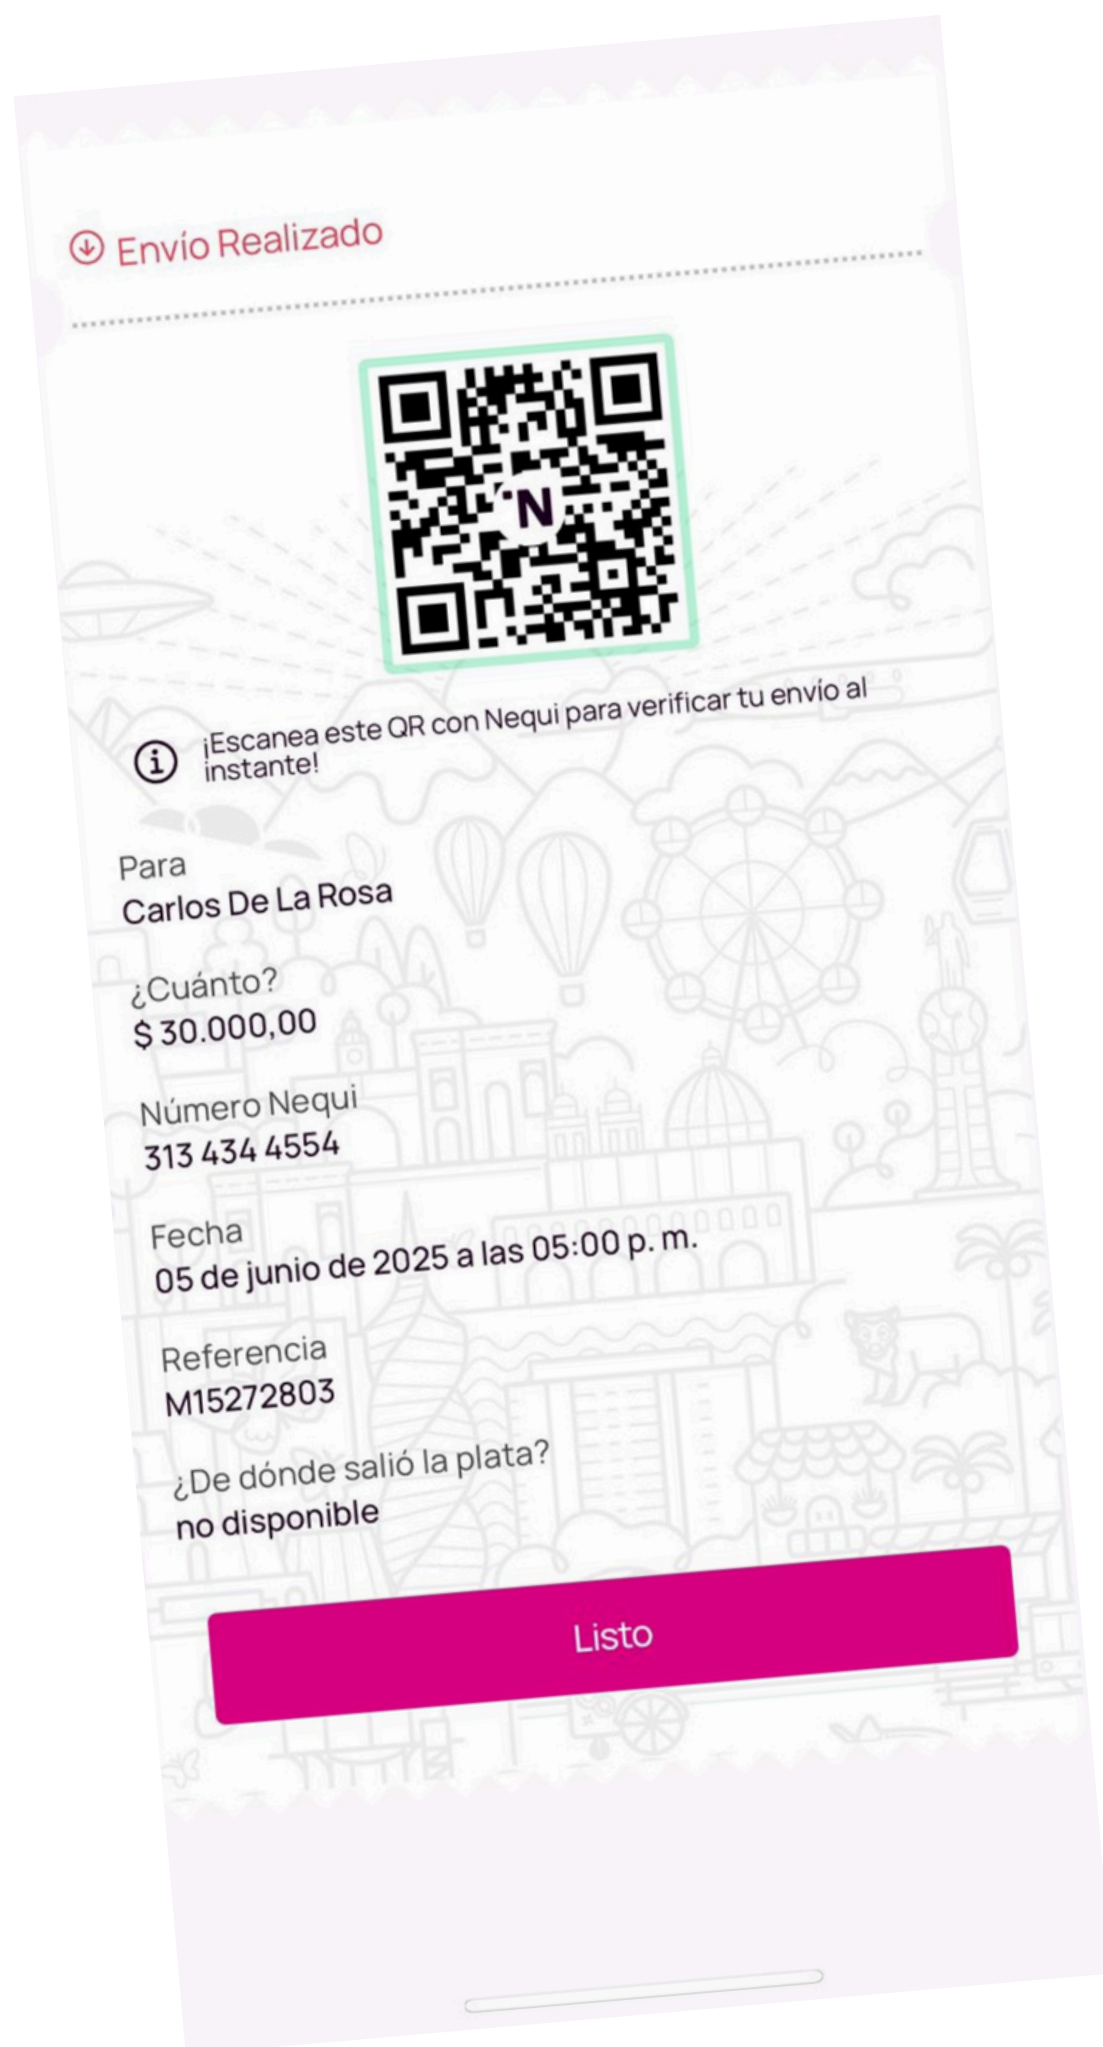 Envío Realizado
N
¡Escanea este QR con Nequi para verificar tu envío al
instante!
Para
Carlos De La Rosa
¿Cuánto?
$ 30.000,00
Número Nequi
313 434 4554
Fecha
05 de junio de 2025 a las 05:00 p. m.
Referencia
M15272803
¿De dónde salió la plata?
no disponible
Listo